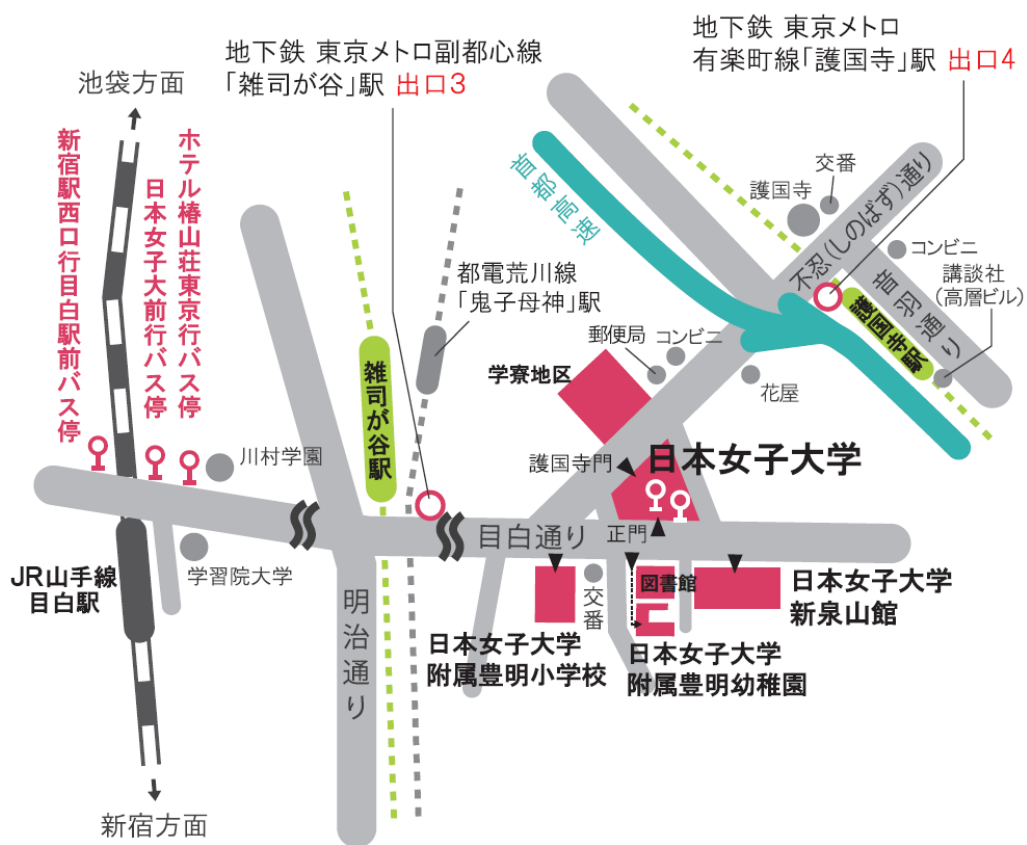 地下鉄 東京メトロ副都心線
「雑司が谷」駅 出口3
地下鉄 東京メトロ
有楽町線「護国寺」駅 出口4
池袋方面
新宿駅西口行目白駅前バス停
日本女子大前行バス停
ホテル椿山荘東京行バス停
首都高速
護国寺
交番
不忍(しのばず)通り
コンビニ
講談社
(高層ビル)
音羽通り
護国寺駅
都電荒川線
「鬼子母神」駅
郵便局
コンビニ
花屋
学寮地区
雑司が谷駅
川村学園
護国寺門
日本女子大学
目白通り
正門
学習院大学
JR山手線
目白駅
明治通り
交番
図書館
日本女子大学
附属豊明小学校
日本女子大学
附属豊明幼稚園
日本女子大学
新泉山館
新宿方面